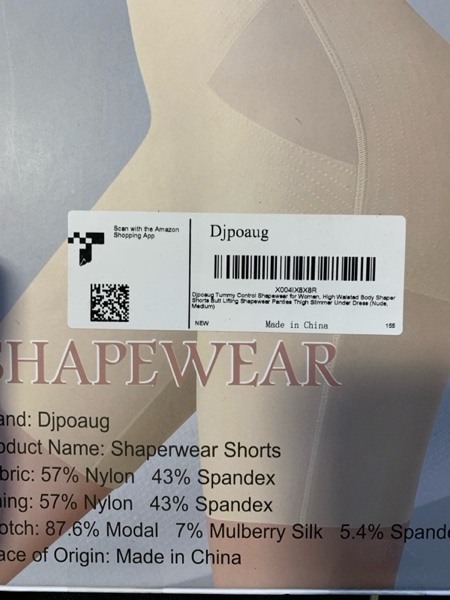 Scan with the Amazon
Shopping App
Djpoaug
X004IX6X8R
Djpoaug Tummy Control Shapewear for Women, High Waisted Body Shaper
Shorts Butt Lifting Shapewear Panties Thigh Slimmer Under Dress (Nude,
Medium)
NEW
Made in China
155
SHAPEWEAR
and: Djpoaug
oduct Name: Shaperwear Shorts
bric: 57% Nylon 43% Spandex
ning: 57% Nylon 43% Spandex
otch: 87.6% Modal 7% Mulberry Silk 5.4% Spande
ace of Origin: Made in China